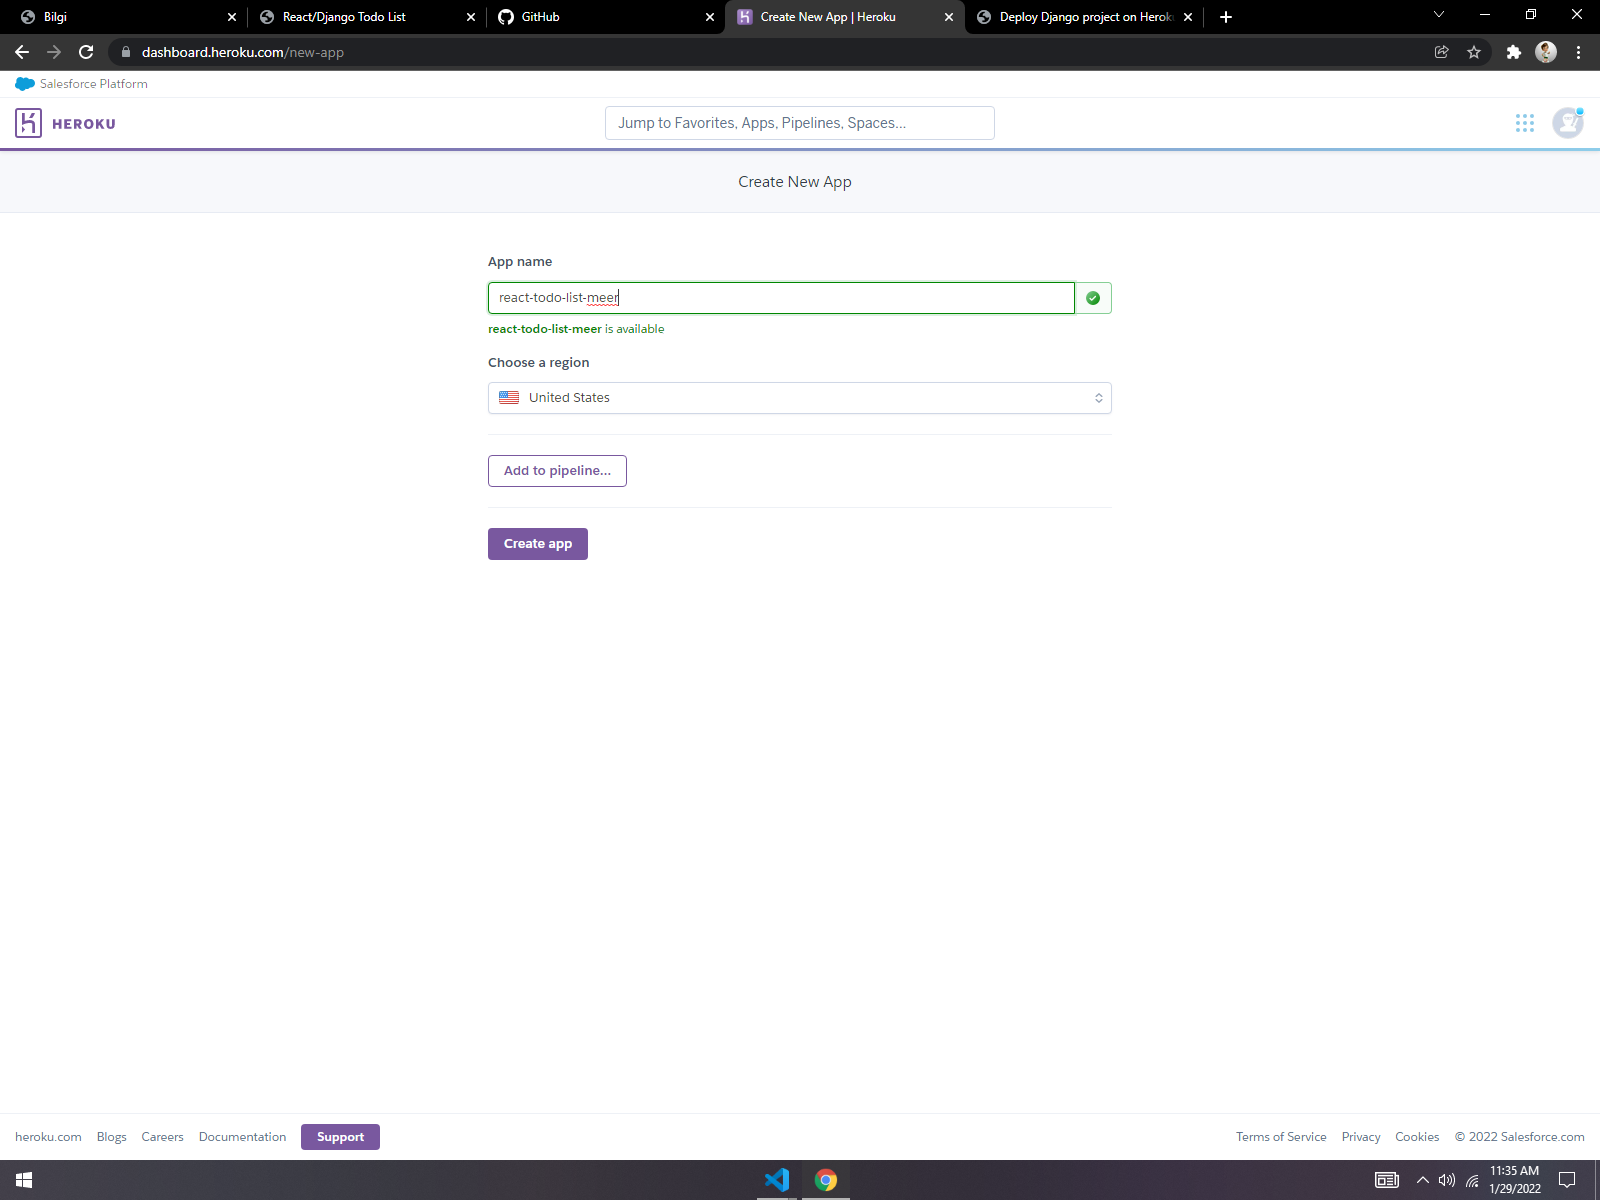 Bilgi
React/Django Todo List
GitHub
Create New App | Heroku
Deploy Django project on Herok
dashboard.heroku.com/new-app
Salesforce Platform
HEROKU
Jump to Favorites, Apps, Pipelines, Spaces...
Create New App
App name
react-todo-list-meer
react-todo-list-meer is available
Choose a region
United States
Add to pipeline...
Create app
heroku.com Blogs Careers Documentation Support
Terms of Service Privacy Cookies © 2022 Salesforce.com
11:35 AM
1/29/2022